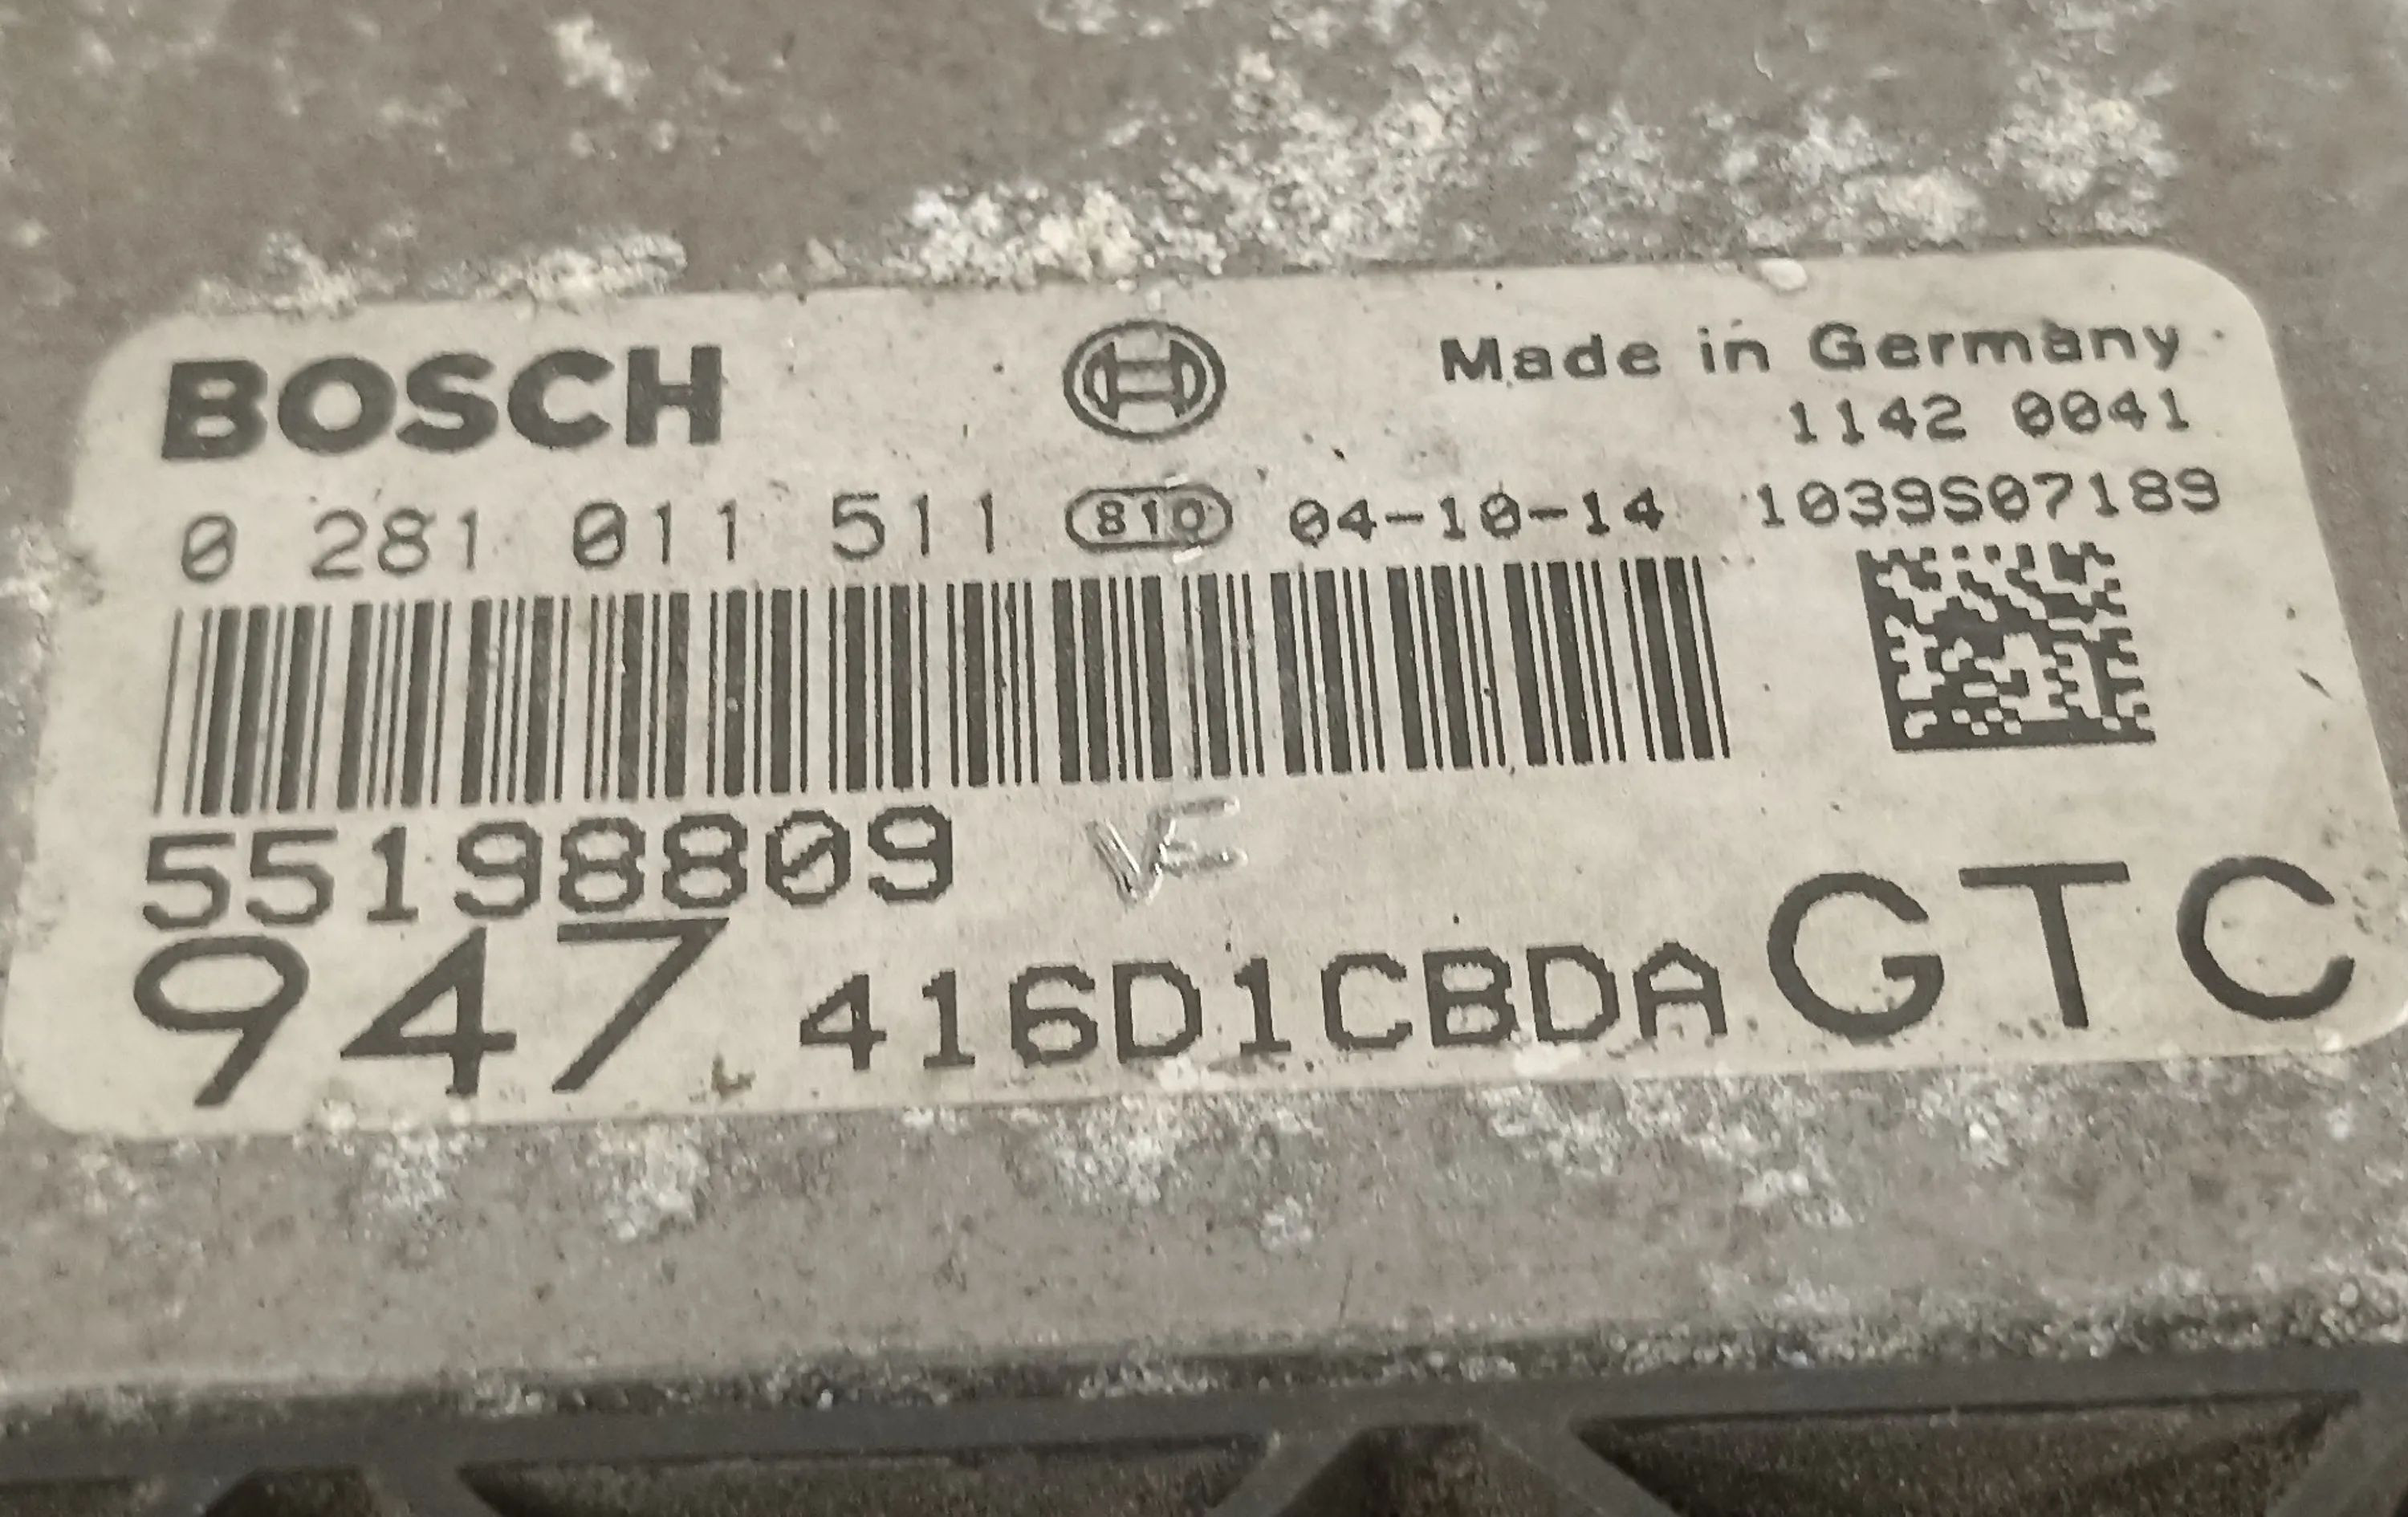 BOSCH
Made in Germany
1142 0041
0 281 011 511 810 04-10-14 1039S07189
55198809 VE
947 416D1CBDA GTC